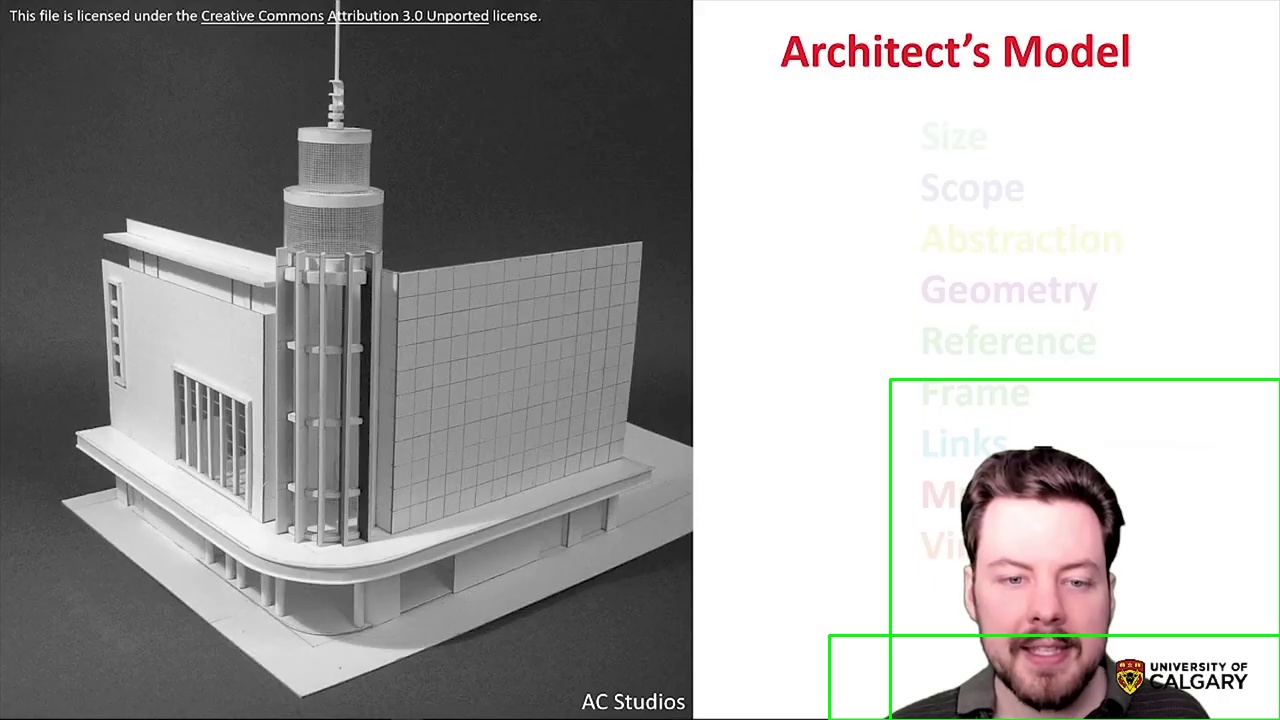 This file is licensed under the Creative Commons Attribution 3.0 Unported license.
Architect's Model
Size
Scope
Abstraction
Geometry
Reference
Frame
Links
AC Studios
UNIVERSITY OF
CALGARY